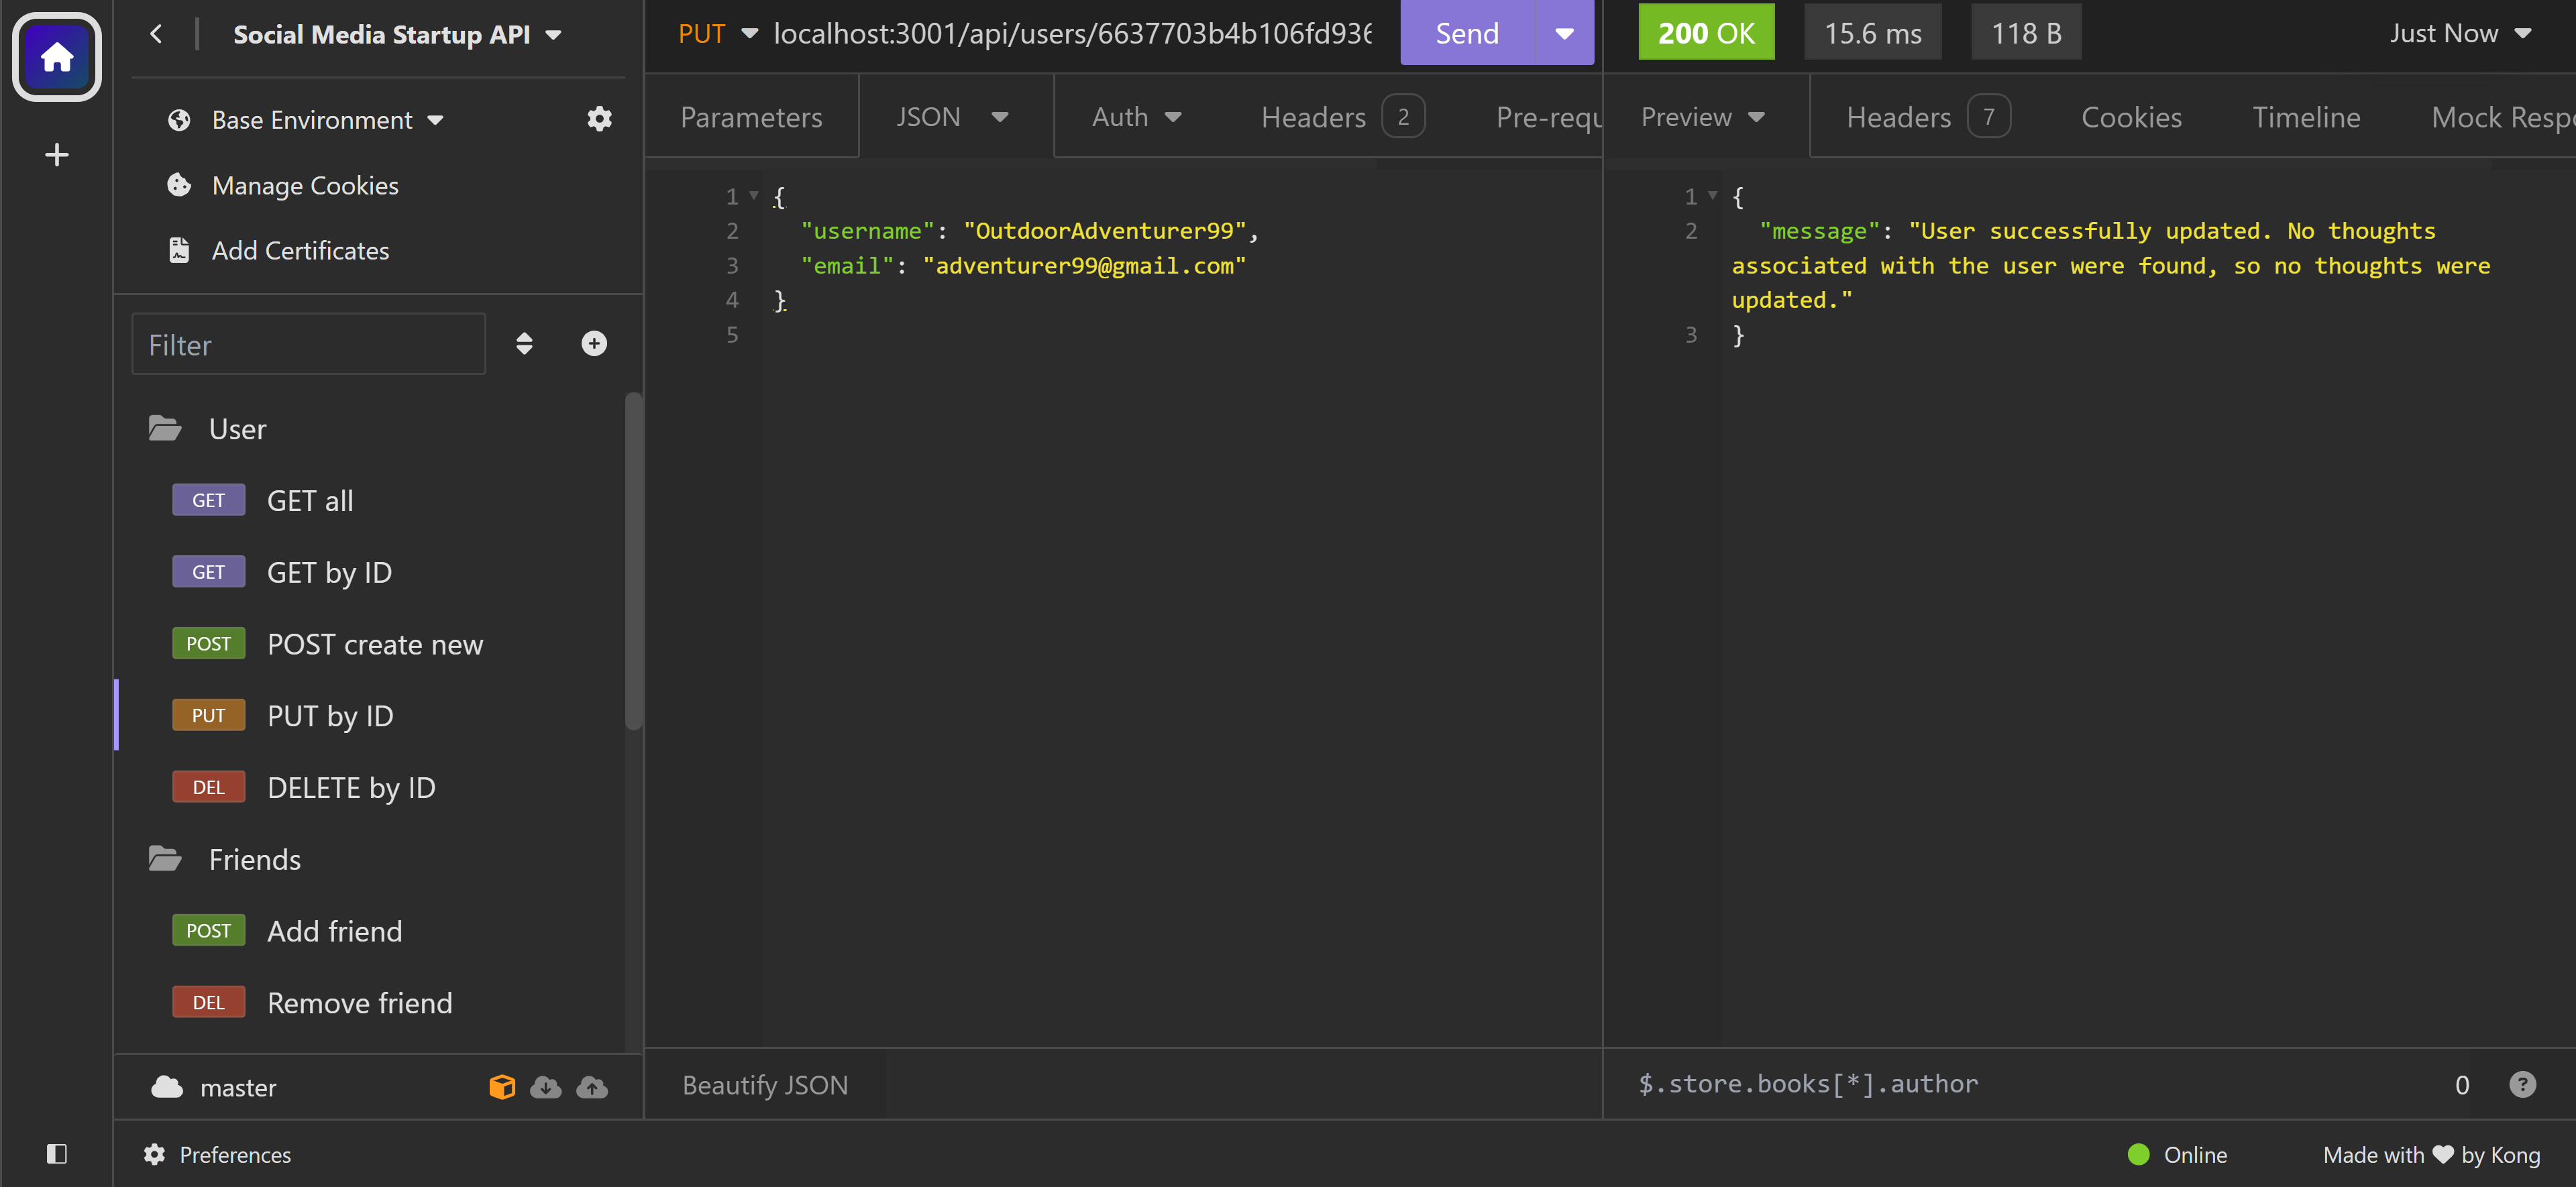 Social Media Startup API
Base Environment
Manage Cookies
Add Certificates
Filter
User
GET GET all
GET GET by ID
POST POST create new
PUT PUT by ID
DEL DELETE by ID
Friends
POST Add friend
DEL Remove friend
master
Preferences
PUT localhost:3001/api/users/6637703b4b106fd936 Send
Parameters JSON Auth Headers 2 Pre-requ
1 {
2 "username": "OutdoorAdventurer99",
3 "email": "adventurer99@gmail.com"
4 }
5
Beautify JSON
200 OK 15.6 ms 118 B Just Now
Preview Headers 7 Cookies Timeline Mock Resp
1 {
2 "message": "User successfully updated. No thoughts
associated with the user were found, so no thoughts were
updated."
3 }
$.store.books[*].author 0 ?
Online Made with by Kong